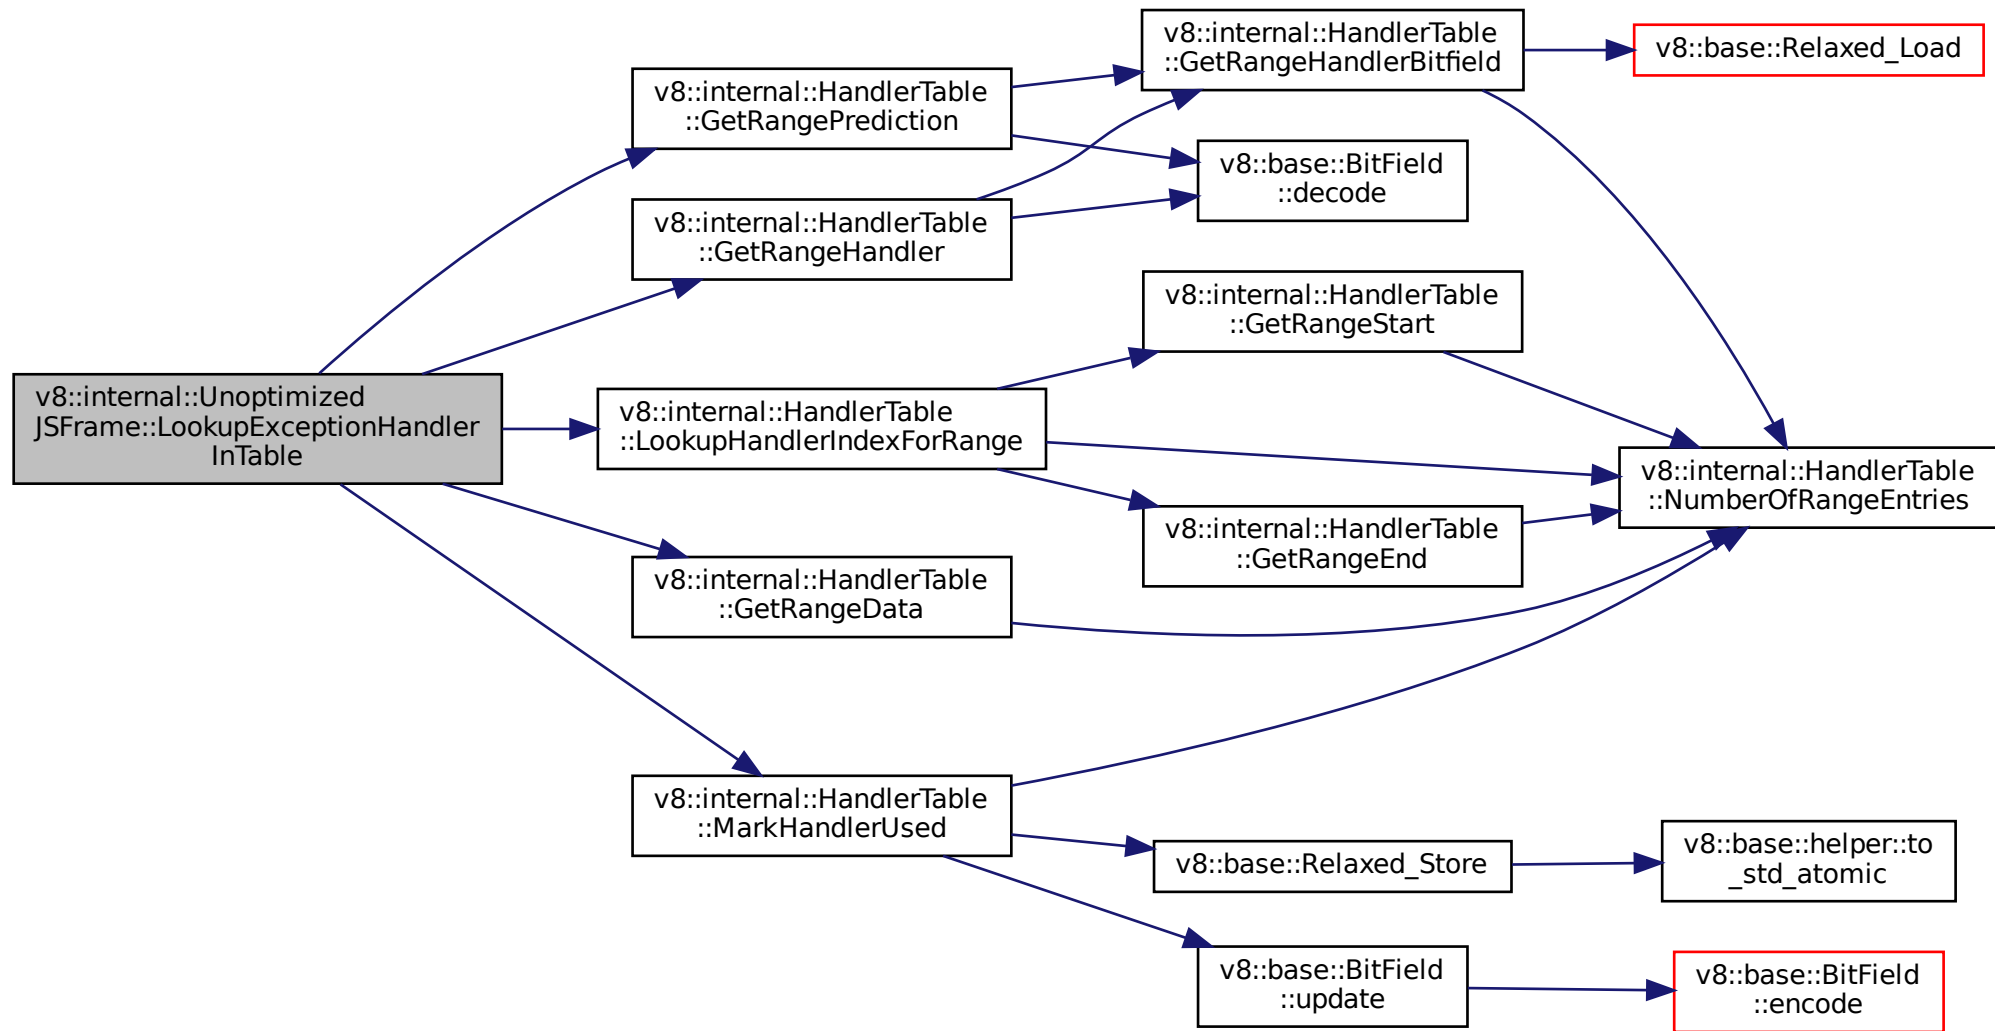 v8::internal::Unoptimized
JSFrame::LookupExceptionHandler
InTable
v8::internal::HandlerTable
::GetRangePrediction
v8::internal::HandlerTable
::GetRangeHandler
v8::internal::HandlerTable
::LookupHandlerIndexForRange
v8::internal::HandlerTable
::GetRangeData
v8::internal::HandlerTable
::MarkHandlerUsed
v8::internal::HandlerTable
::GetRangeHandlerBitfield
v8::base::BitField
::decode
v8::internal::HandlerTable
::GetRangeStart
v8::internal::HandlerTable
::GetRangeEnd
v8::base::Relaxed_Store
v8::base::BitField
::update
v8::base::Relaxed_Load
v8::internal::HandlerTable
::NumberOfRangeEntries
v8::base::helper::to
_std_atomic
v8::base::BitField
::encode